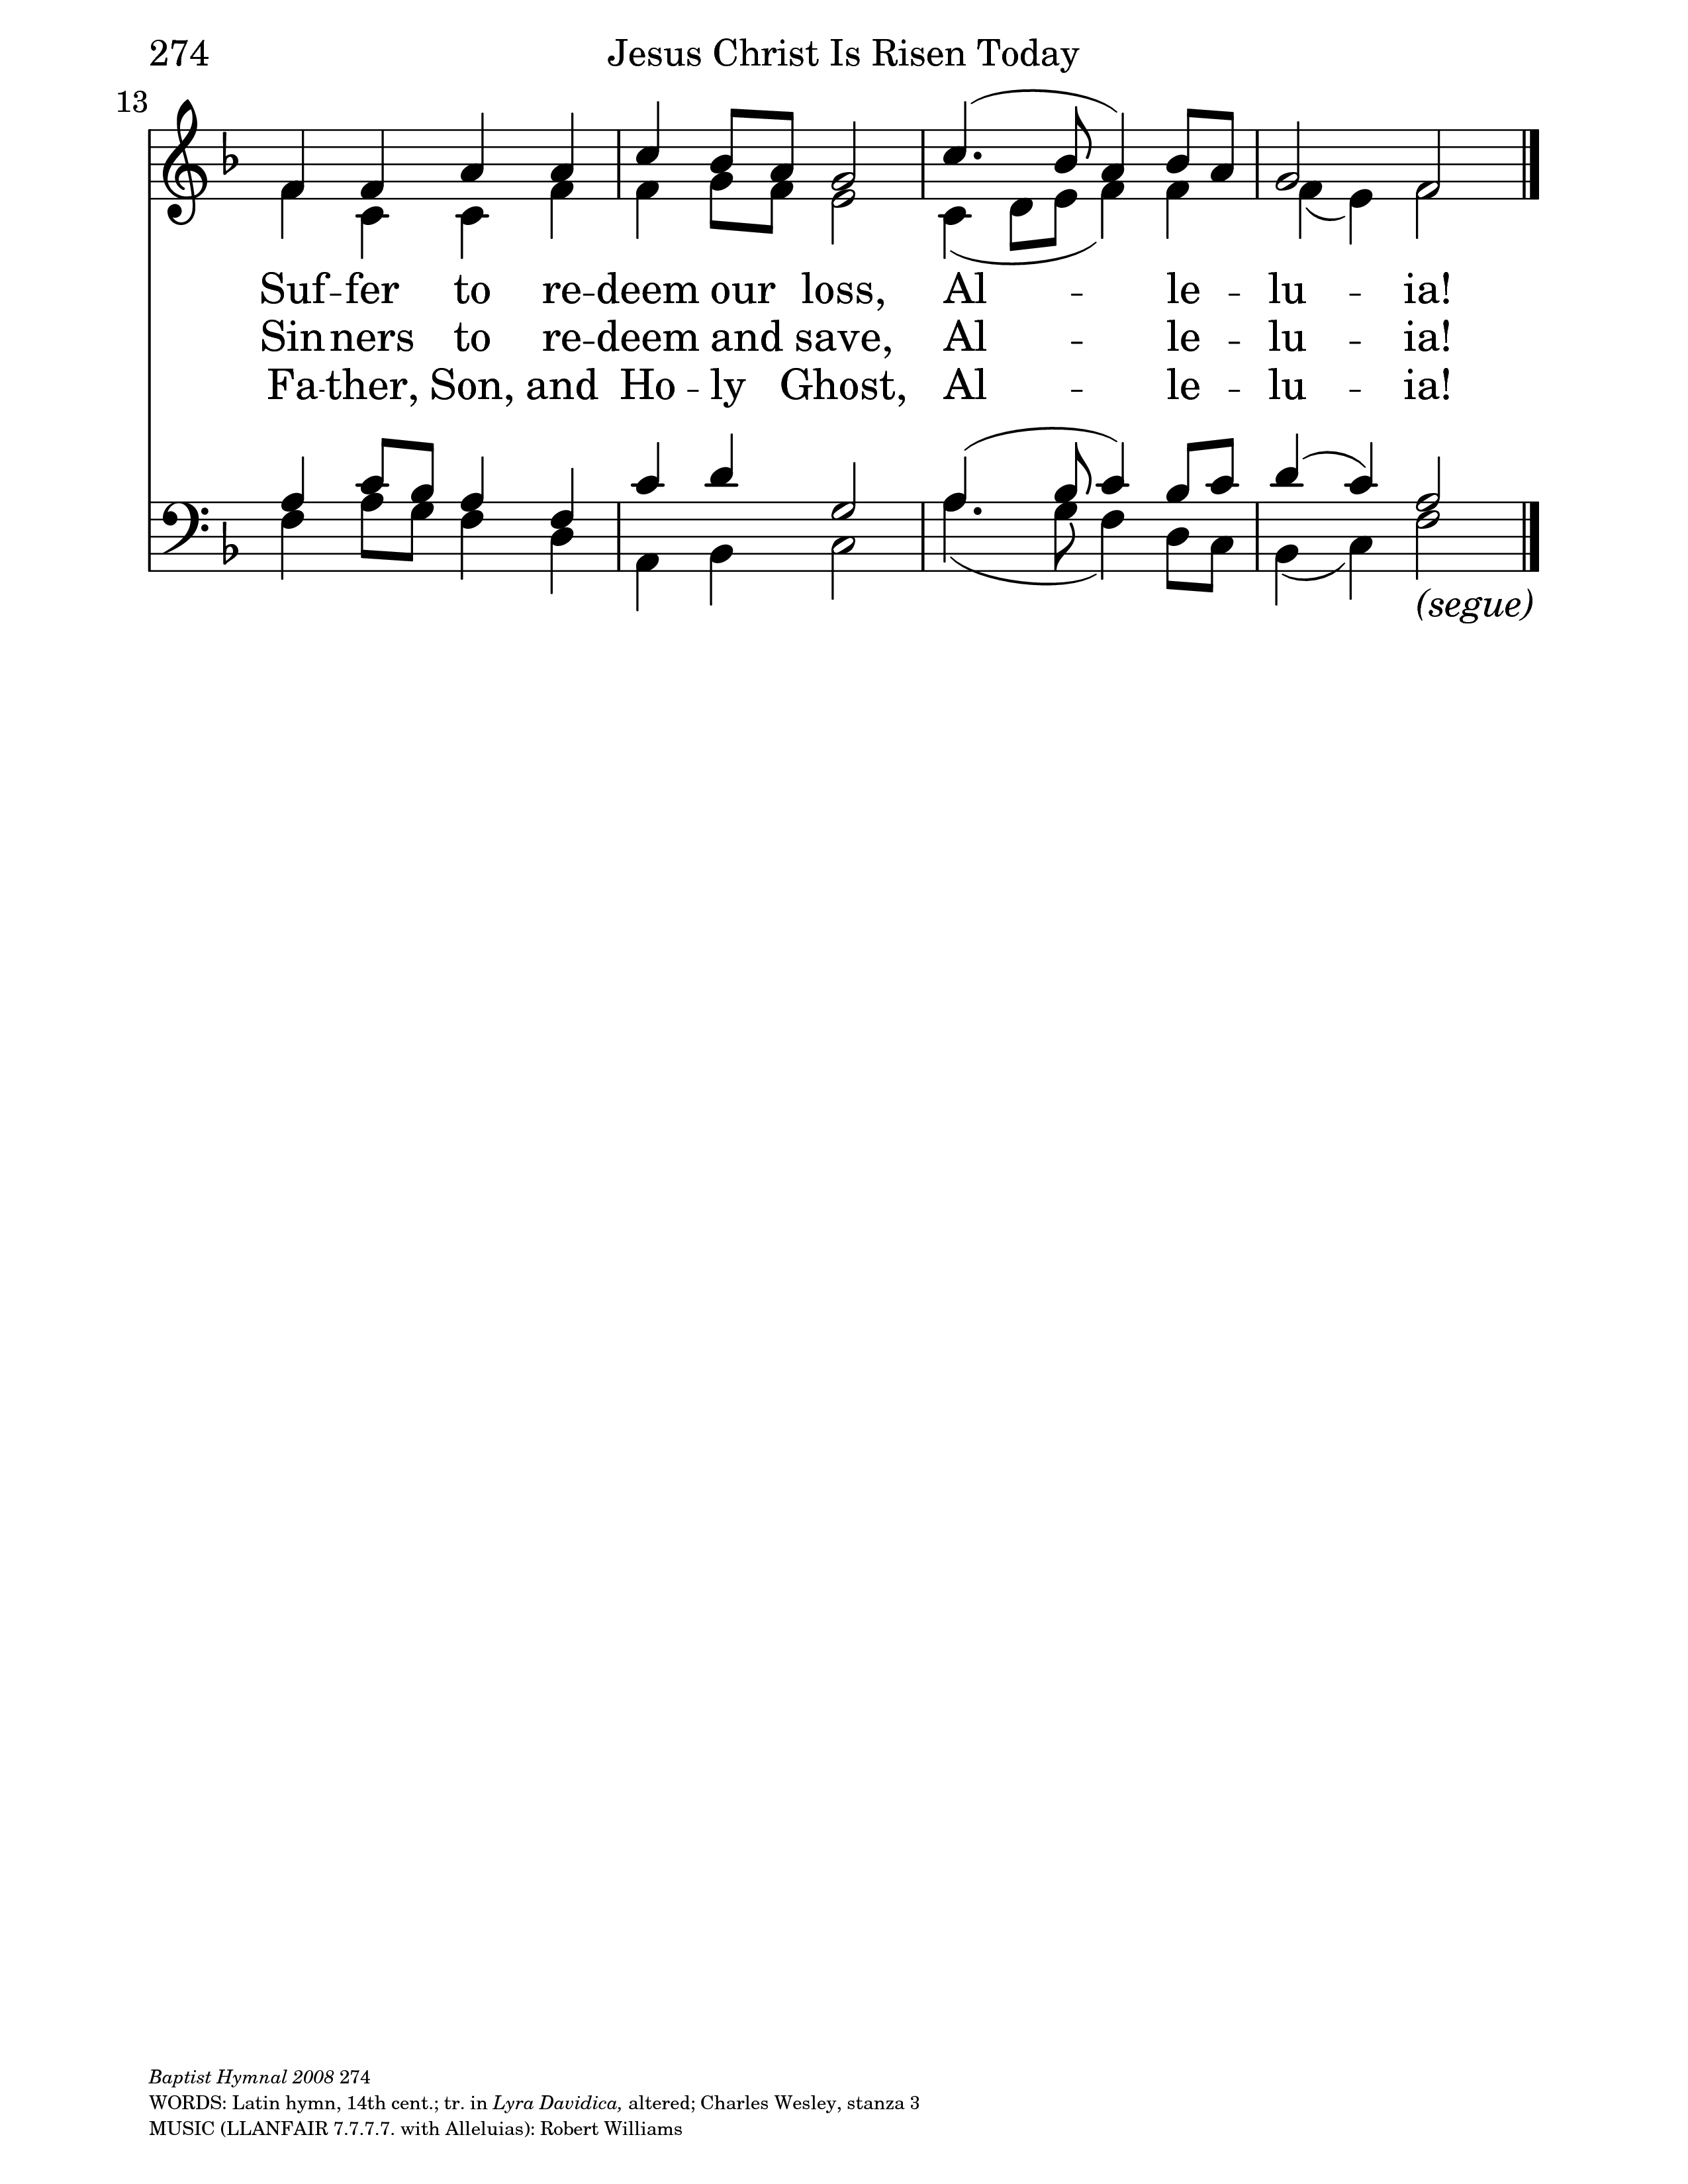 274 Jesus Christ Is Risen Today
13
Suf - fer to re - deem our loss, Al - le - lu - ia!
Sin - ners to re - deem and save, Al - le - lu - ia!
Fa - ther, Son, and Ho - ly Ghost, Al - le - lu - ia!
(segue)
Baptist Hymnal 2008 274
WORDS: Latin hymn, 14th cent.; tr. in Lyra Davidica, altered; Charles Wesley, stanza 3
MUSIC (LLANFAIR 7.7.7.7. with Alleluias): Robert Williams